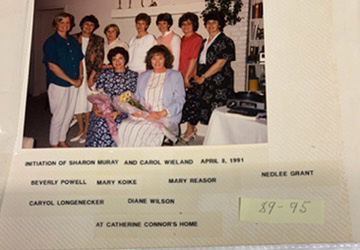 INITIATION OF SHARON MURAY AND CAROL WIELAND APRIL 8, 1991
BEVERLY POWELL MARY KOIKE MARY REASOR NEDLEE GRANT
CARYOL LONGENECKER DIANE WILSON
89-95
AT CATHERINE CONNOR'S HOME